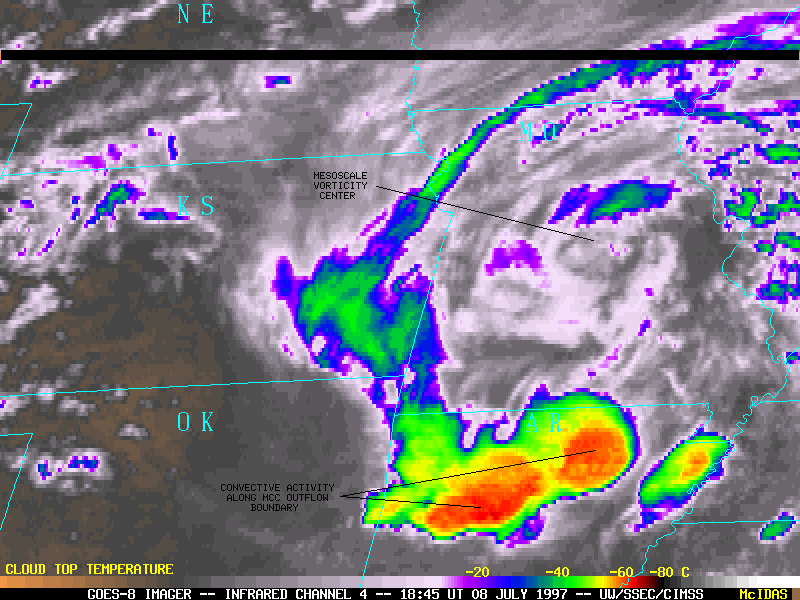 NE
MO
MESOSCALE
VORTICITY
CENTER
KS
OK
AR
CONVECTIVE ACTIVITY
ALONG MCC OUTFLOW
BOUNDARY
CLOUD TOP TEMPERATURE
-20 -40 -60 -80 C
GOES-8 IMAGER -- INFRARED CHANNEL 4 -- 18:45 UT 08 JULY 1997 -- UW/SSEC/CIMSS McIDAS